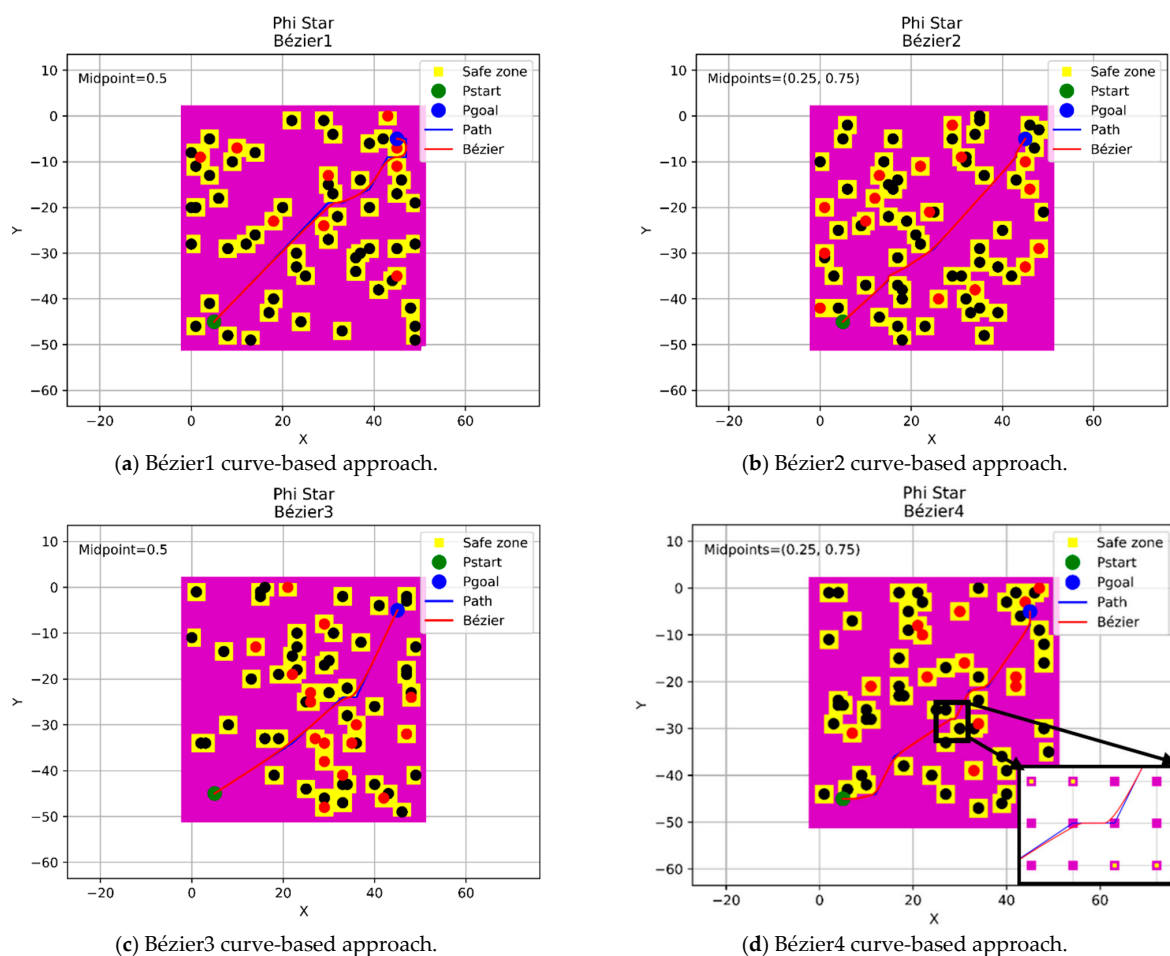 Phi Star
Bézier1
Midpoint=0.5
Safe zone
Pstart
Pgoal
Path
Bézier
10
0
−10
−20
−30
−40
−50
−60
Y
−20 0 20 40 60
X
(a) Bézier1 curve-based approach.
Phi Star
Bézier2
Midpoints=(0.25, 0.75)
Safe zone
Pstart
Pgoal
Path
Bézier
10
0
−10
−20
−30
−40
−50
−60
Y
−20 0 20 40 60
X
(b) Bézier2 curve-based approach.
Phi Star
Bézier3
Midpoint=0.5
Safe zone
Pstart
Pgoal
Path
Bézier
10
0
−10
−20
−30
−40
−50
−60
Y
−20 0 20 40 60
X
(c) Bézier3 curve-based approach.
Phi Star
Bézier4
Midpoints=(0.25, 0.75)
Safe zone
Pstart
Pgoal
Path
Bézier
10
0
−10
−20
−30
−40
−50
−60
Y
−20 0 20 40 60
X
(d) Bézier4 curve-based approach.